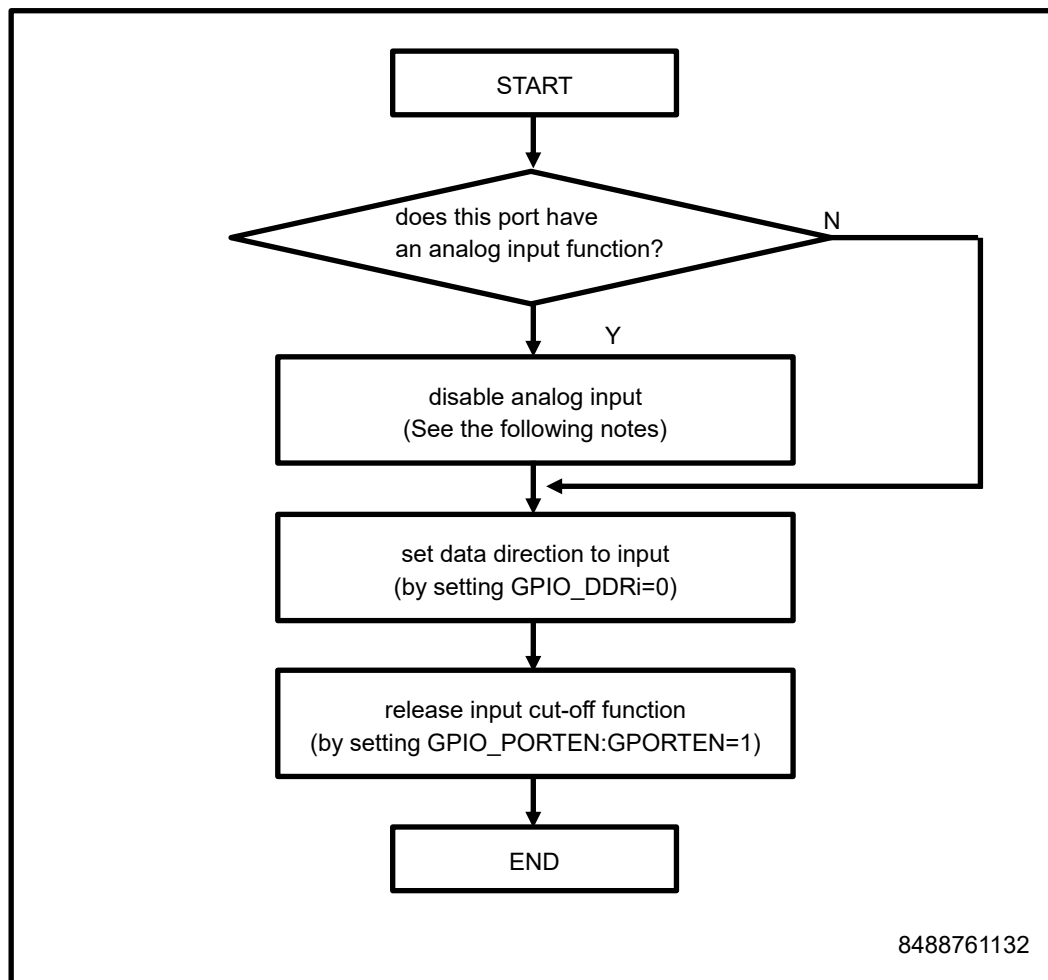 START
does this port have
an analog input function?
N
Y
disable analog input
(See the following notes)
set data direction to input
(by setting GPIO_DDRi=0)
release input cut-off function
(by setting GPIO_PORTEN:GPORTEN=1)
END
8488761132